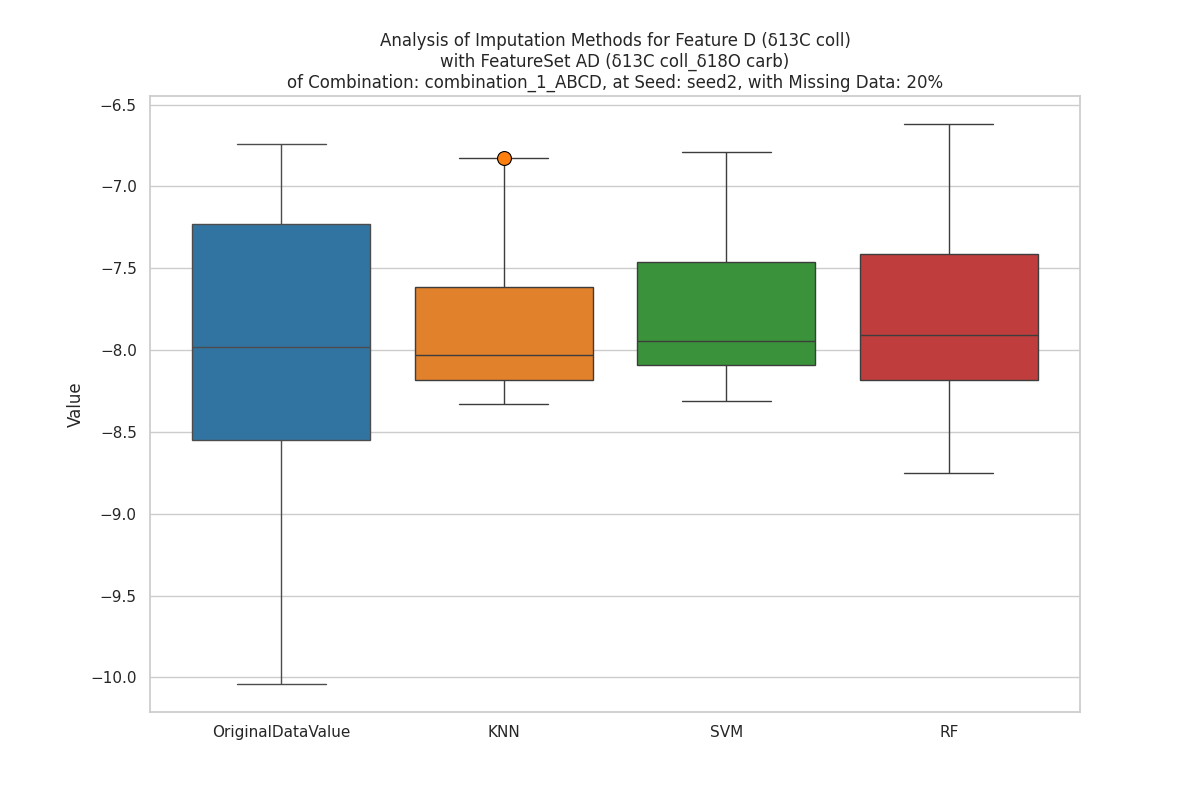 Analysis of Imputation Methods for Feature D (δ13C coll)
with FeatureSet AD (δ13C coll_δ18O carb)
of Combination: combination_1_ABCD, at Seed: seed2, with Missing Data: 20%
−6.5
−7.0
−7.5
−8.0
−8.5
−9.0
−9.5
−10.0
Value
OriginalDataValue
KNN
SVM
RF